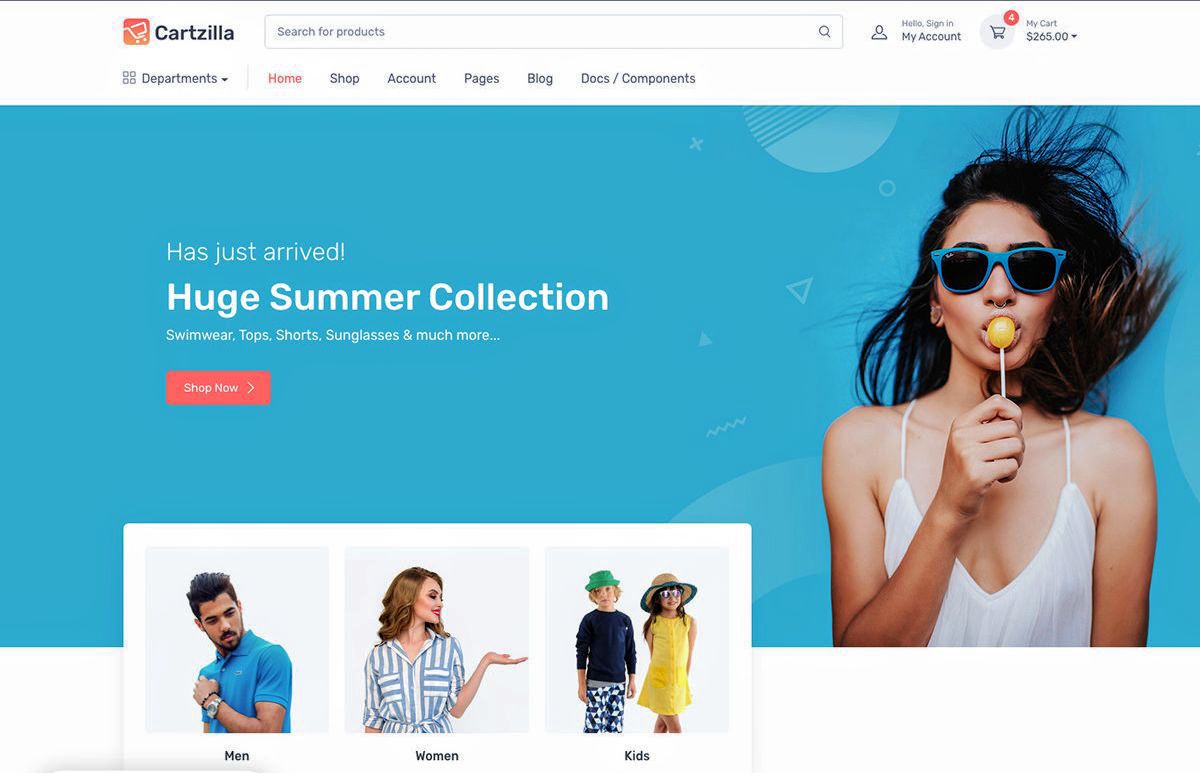 Cartzilla
Search for products
Hello, Sign in
My Account
4
My Cart
$265.00
Departments
Home
Shop
Account
Pages
Blog
Docs / Components
Has just arrived!
Huge Summer Collection
Swimwear, Tops, Shorts, Sunglasses & much more...
Shop Now
Men
Women
Kids